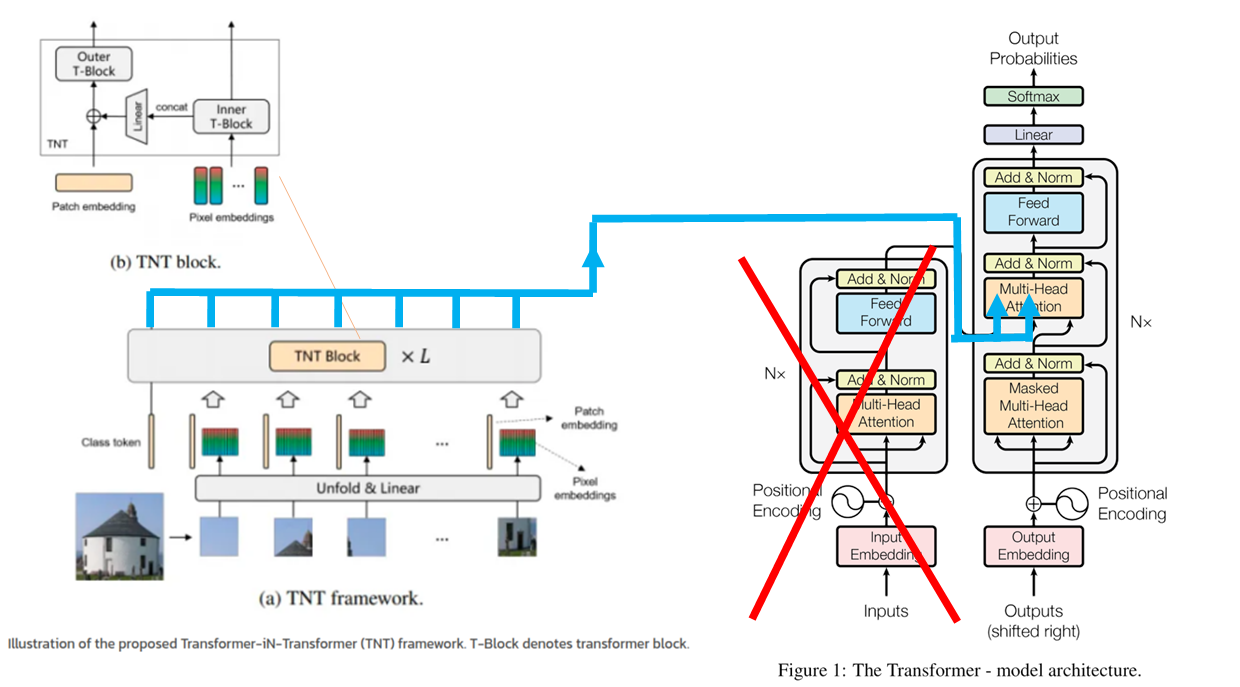 Outer
T-Block
Linear
concat
Inner
T-Block
TNT
Patch embedding
...
Pixel embeddings
(b) TNT block.
TNT Block
× L
Class token
...
Patch
embedding
Pixel
embeddings
Unfold & Linear
...
(a) TNT framework.
Illustration of the proposed Transformer-iN-Transformer (TNT) framework. T-Block denotes transformer block.
Output
Probabilities
Softmax
Linear
Add & Norm
Feed
Forward
Add & Norm
Multi-Head
Attention
N×
Add & Norm
Masked
Multi-Head
Attention
Positional
Encoding
Output
Embedding
Outputs
(shifted right)
Add & Norm
Feed
Forward
N×
Add & Norm
Multi-Head
Attention
Positional
Encoding
Input
Embedding
Inputs
Figure 1: The Transformer - model architecture.